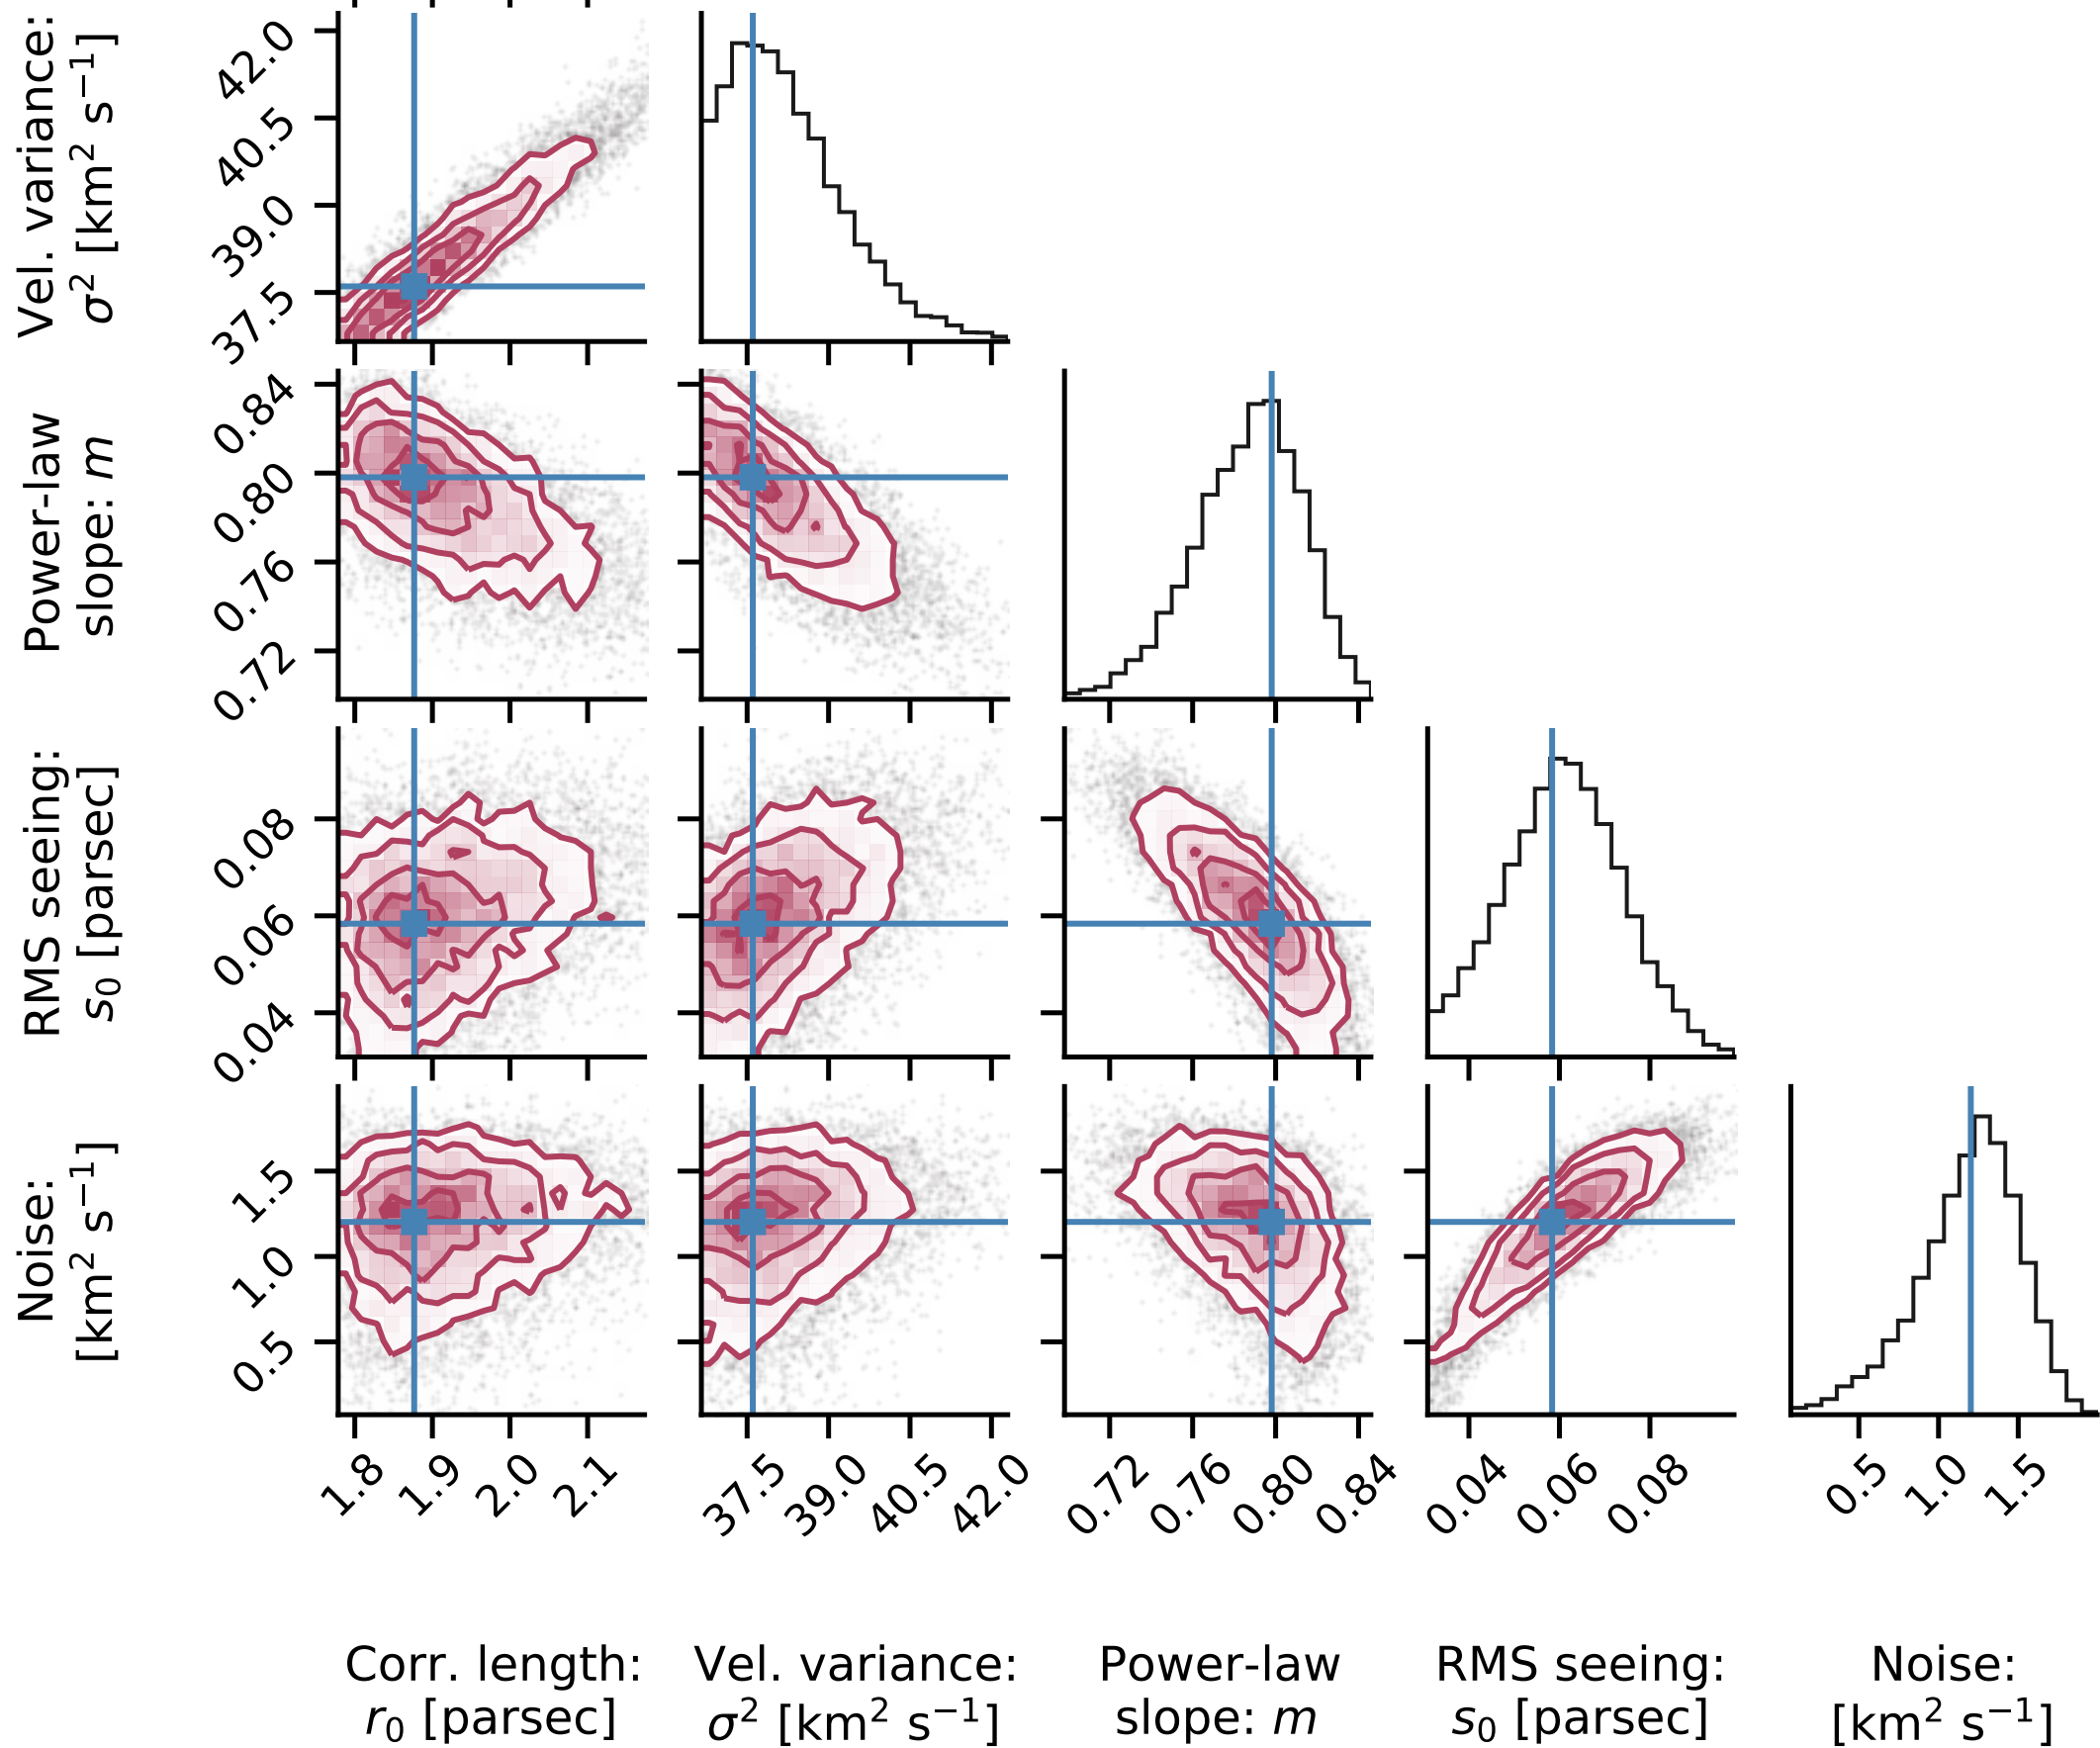 Vel. variance:
σ² [km² s⁻¹]
42.0
40.5
39.0
37.5
Power-law
slope: m
0.84
0.80
0.76
0.72
RMS seeing:
s₀ [parsec]
0.08
0.06
0.04
Noise:
[km² s⁻¹]
1.5
1.0
0.5
1.8 1.9 2.0 2.1 37.5 39.0 40.5 42.0 0.72 0.76 0.80 0.84 0.04 0.06 0.08 0.5 1.0 1.5
Corr. length: Vel. variance: Power-law RMS seeing: Noise:
r₀ [parsec] σ² [km² s⁻¹] slope: m s₀ [parsec] [km² s⁻¹]